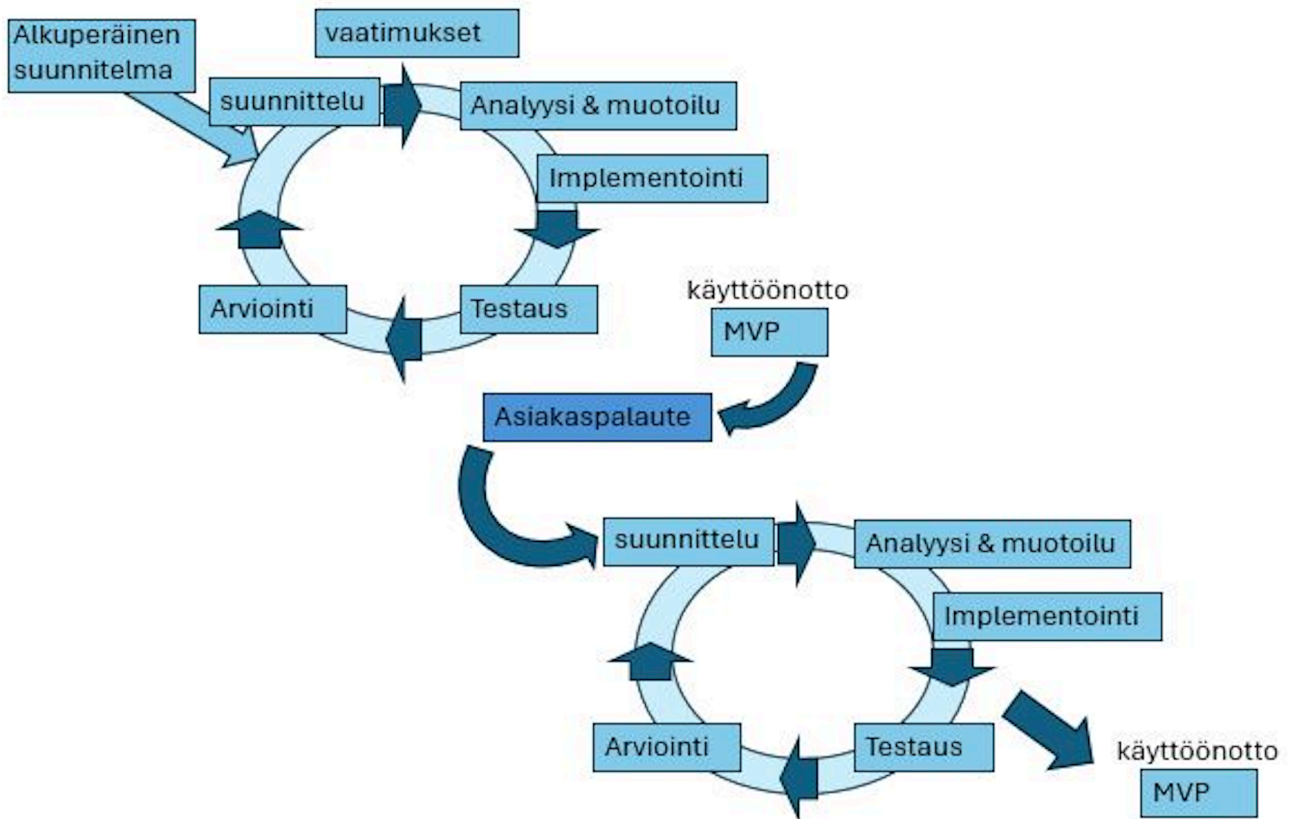 Alkuperäinen
suunnitelma
vaatimukset
suunnittelu
Analyysi & muotoilu
Implementointi
Arviointi
Testaus
käyttöönotto
MVP
Asiakaspalaute
suunnittelu
Analyysi & muotoilu
Implementointi
Arviointi
Testaus
käyttöönotto
MVP